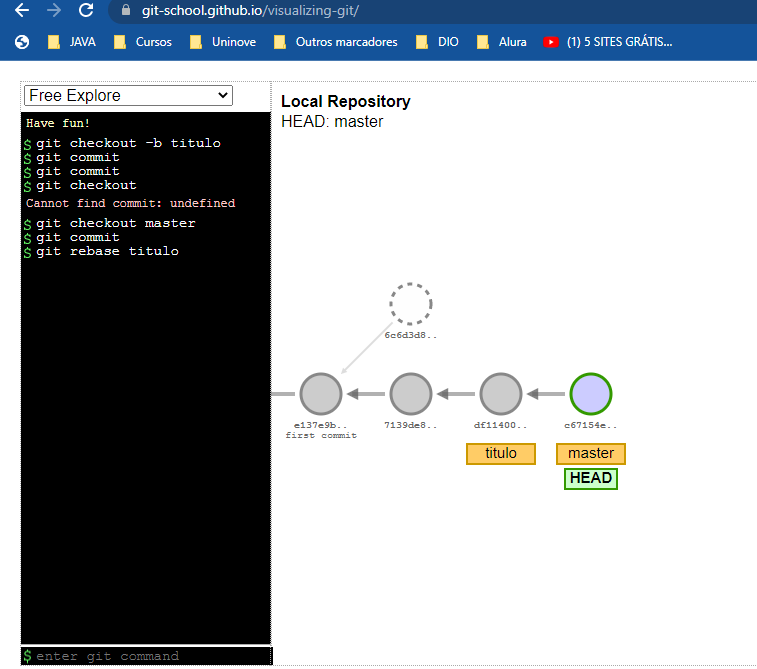 git-school.github.io/visualizing-git/
JAVA Cursos Uninove Outros marcadores DIO Alura (1) 5 SITES GRÁTIS...
Free Explore
Have fun!
$ git checkout -b titulo
$ git commit
$ git commit
$ git checkout
Cannot find commit: undefined
$ git checkout master
$ git commit
$ git rebase titulo
$ enter git command
Local Repository
HEAD: master
6c6d3d8..
e137e9b.. 7139de8.. df11400.. c67154e..
first commit
titulo master
HEAD